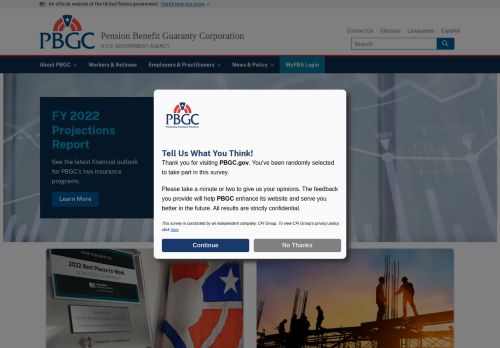 An official website of the United States government Here's how you know
PBGC
Pension Benefit Guaranty Corporation
A U.S. GOVERNMENT AGENCY
Contact Us Glossary Languages Español
Search
About PBGC Workers & Retirees Employers & Practitioners News & Policy MyPBA Login
FY 2022
Projections
Report
See the latest financial outlook
for PBGC's two insurance
programs.
Learn More
PBGC
Protecting America's Pensions
Tell Us What You Think!
Thank you for visiting PBGC.gov. You've been randomly selected
to take part in this survey.
Please take a minute or two to give us your opinions. The feedback
you provide will help PBGC enhance its website and serve you
better in the future. All results are strictly confidential.
This survey is conducted by an independent company, CFI Group. To view CFI Group's privacy policy
click here.
Continue
No Thanks
2022 Best Places to Work